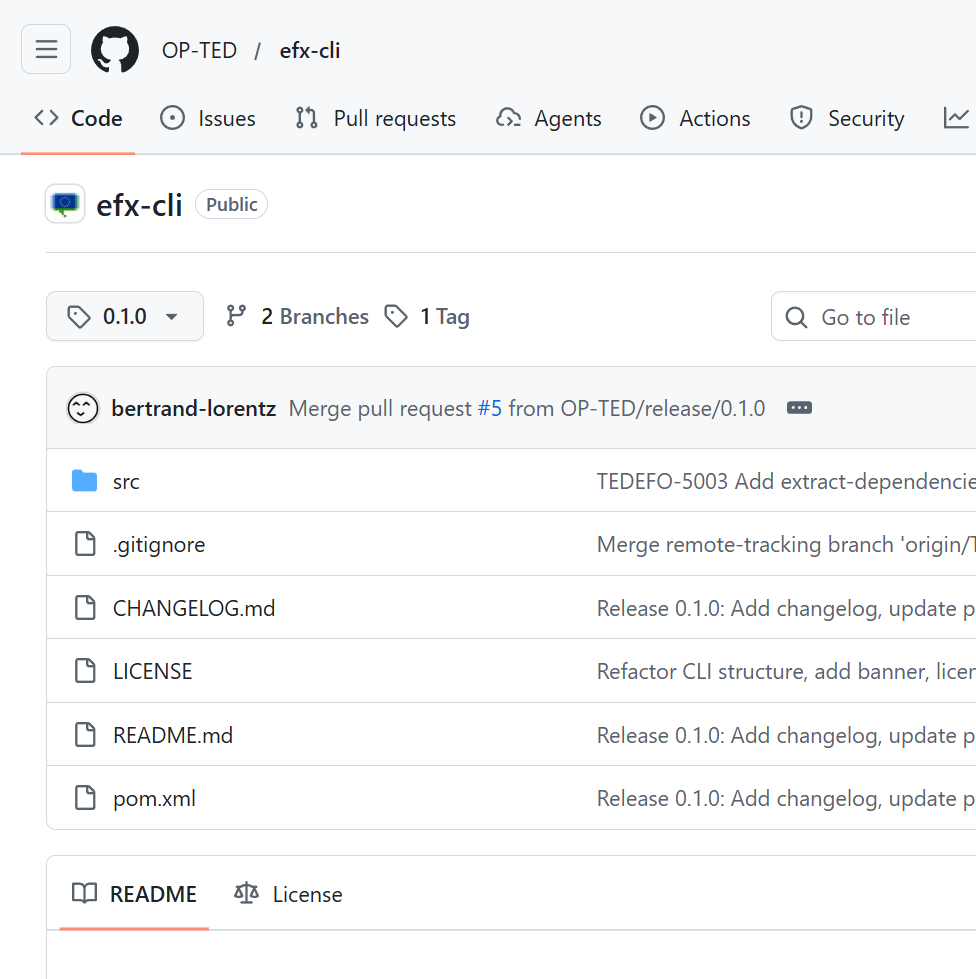 OP-TED / efx-cli
Code Issues Pull requests Agents Actions Security
efx-cli Public
0.1.0 2 Branches 1 Tag Go to file
bertrand-lorentz Merge pull request #5 from OP-TED/release/0.1.0
src TEDEFO-5003 Add extract-dependencie
.gitignore Merge remote-tracking branch 'origin/T
CHANGELOG.md Release 0.1.0: Add changelog, update p
LICENSE Refactor CLI structure, add banner, licen
README.md Release 0.1.0: Add changelog, update p
pom.xml Release 0.1.0: Add changelog, update p
README License